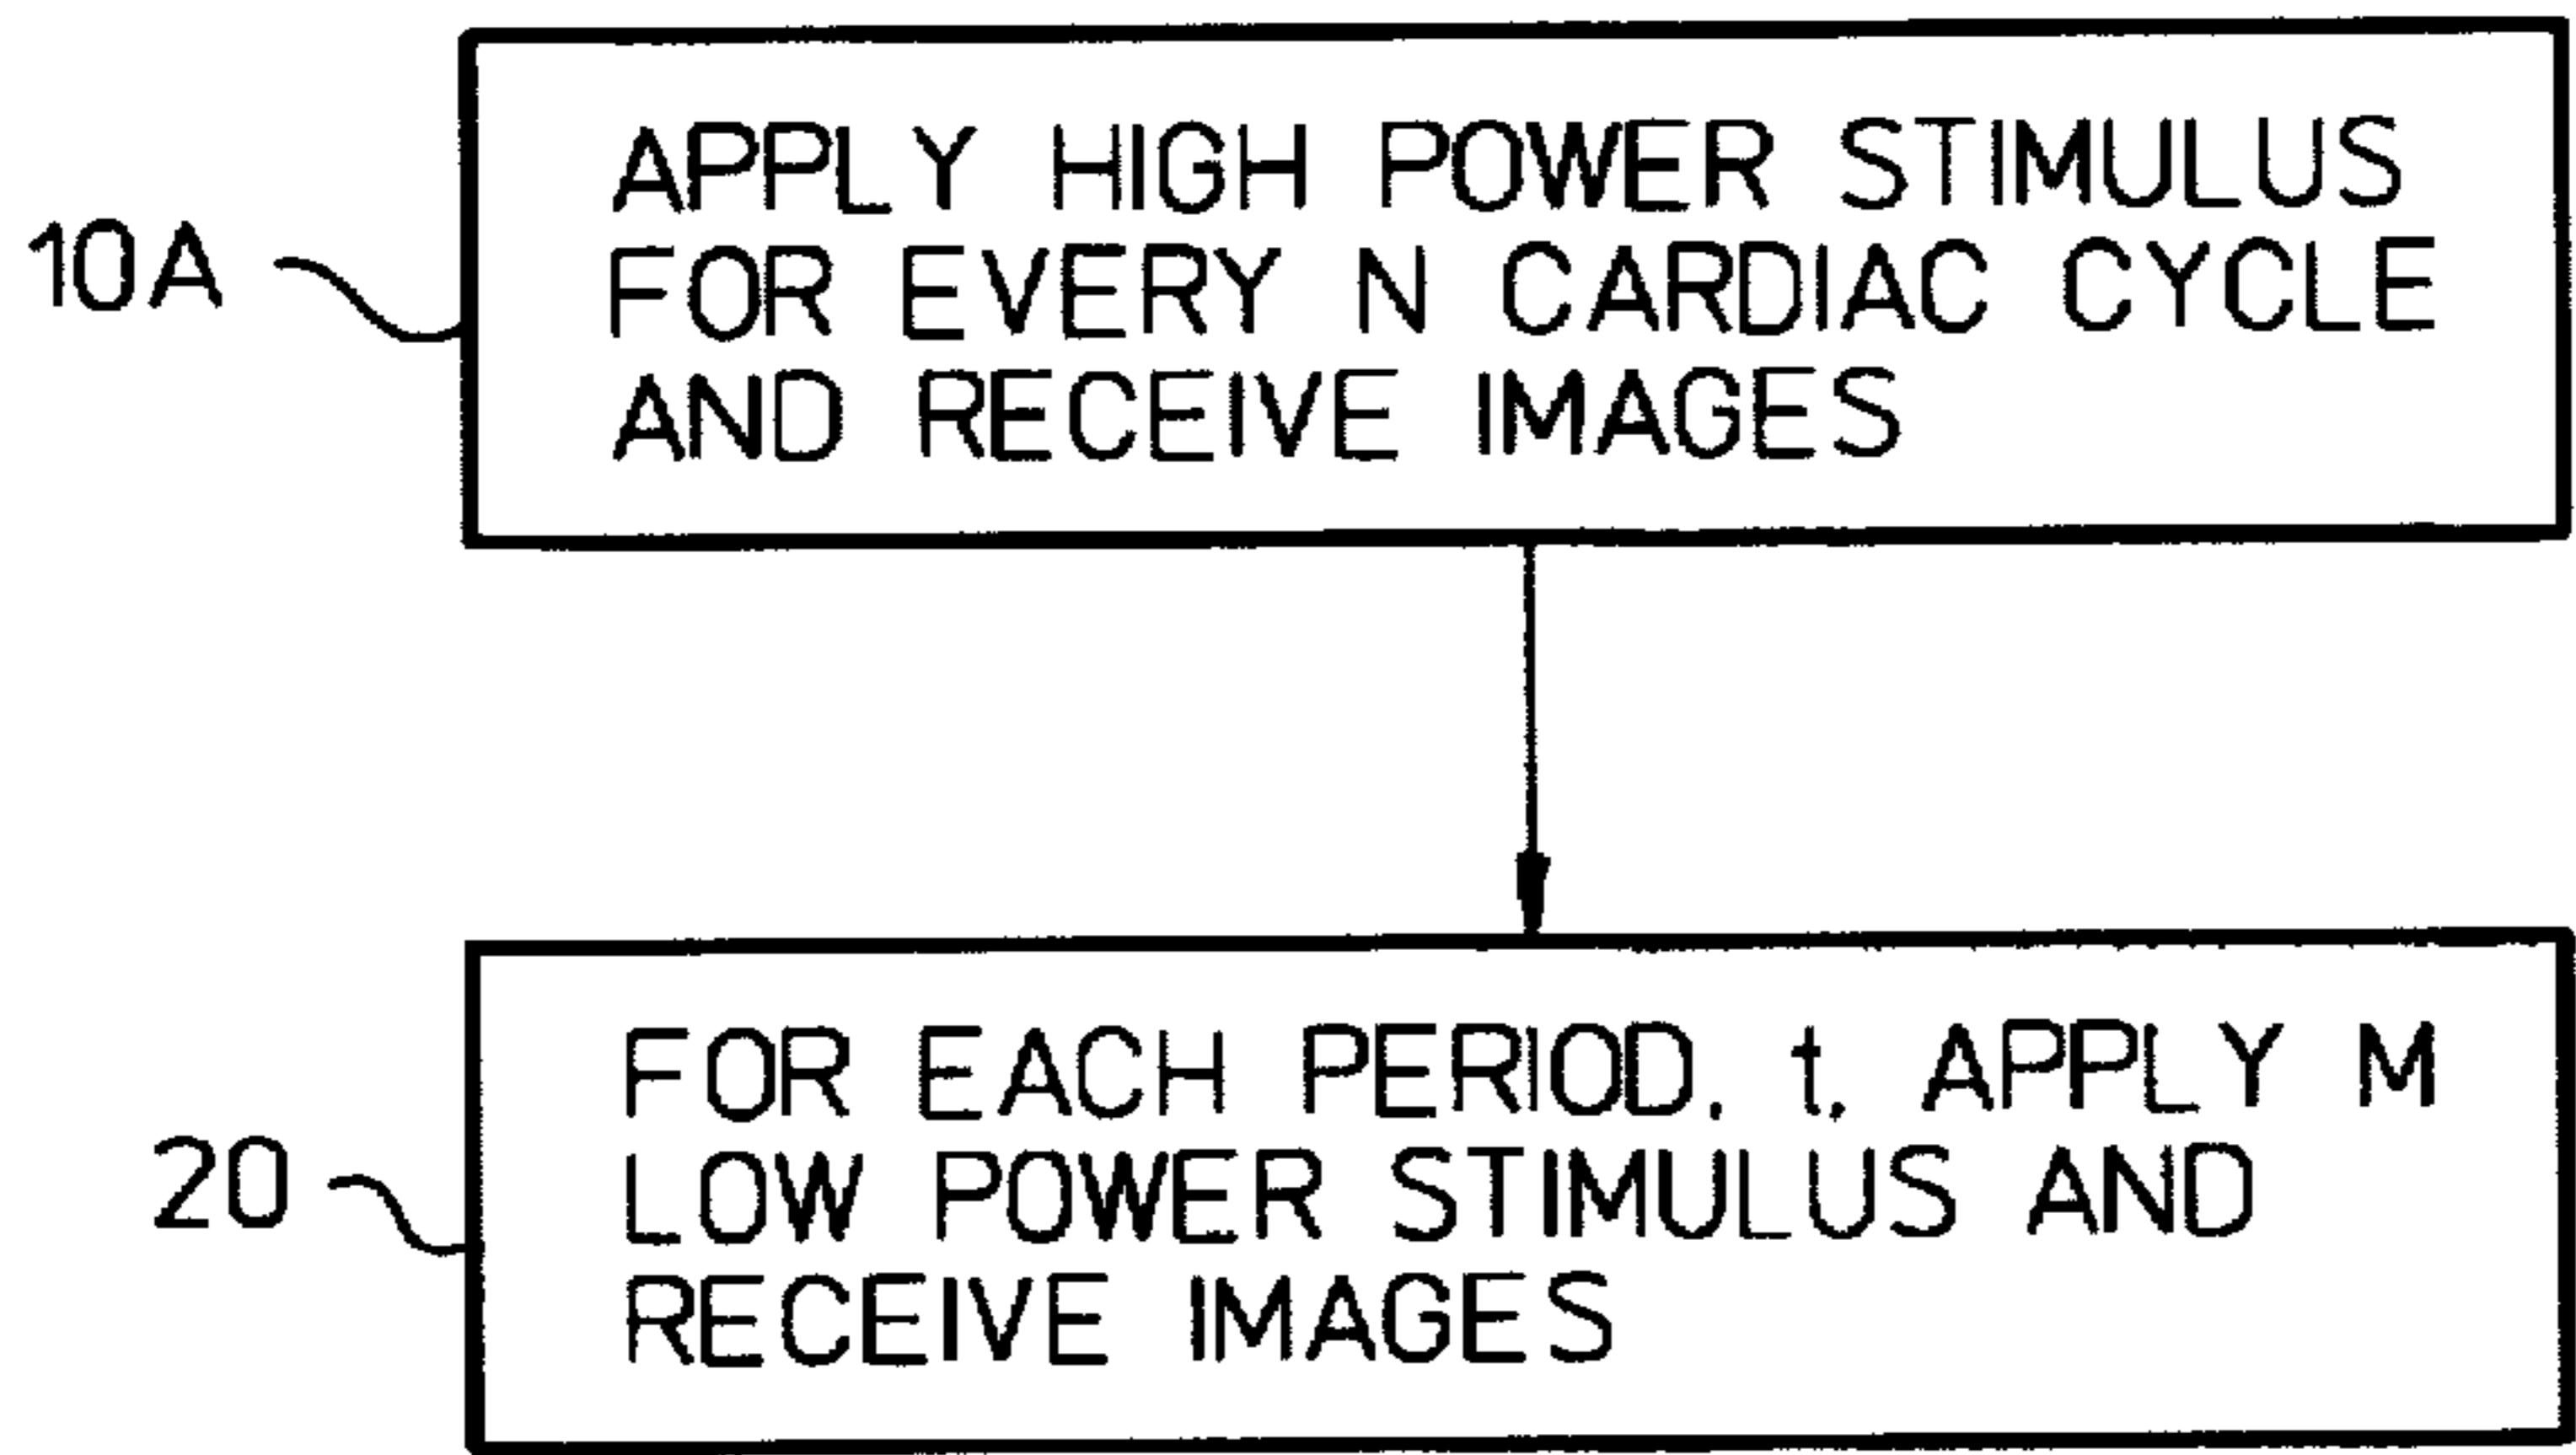 10A
APPLY HIGH POWER STIMULUS
FOR EVERY N CARDIAC CYCLE
AND RECEIVE IMAGES
20
FOR EACH PERIOD, t, APPLY M
LOW POWER STIMULUS AND
RECEIVE IMAGES